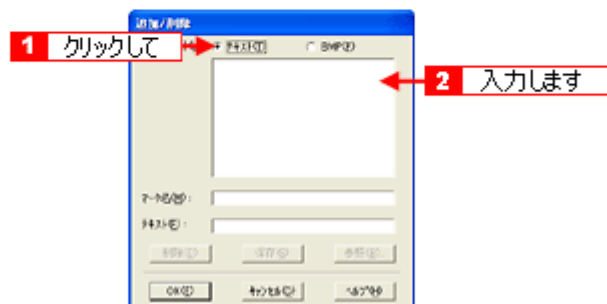 追加/削除
1 クリックして
テキスト(T) BMP(B)
2 入力します
マーク名(M):
テキスト(E):
削除(D) 保存(S) 参照(R)...
OK(O) キャンセル(C) ヘルプ(H)